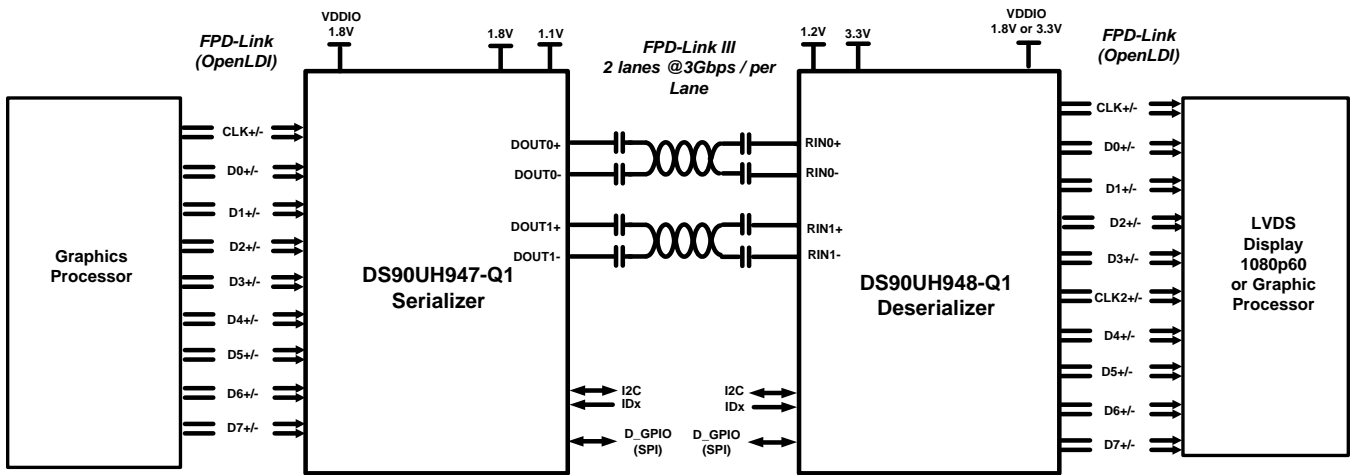 FPD-Link
(OpenLDI)
VDDIO
1.8V
1.8V
1.1V
FPD-Link III
2 lanes @3Gbps / per
Lane
1.2V
3.3V
VDDIO
1.8V or 3.3V
FPD-Link
(OpenLDI)
Graphics
Processor
CLK+/-
D0+/-
D1+/-
D2+/-
D3+/-
D4+/-
D5+/-
D6+/-
D7+/-
DS90UH947-Q1
Serializer
DOUT0+
DOUT0-
DOUT1+
DOUT1-
I2C
IDx
D_GPIO
(SPI)
RIN0+
RIN0-
RIN1+
RIN1-
I2C
IDx
D_GPIO
(SPI)
DS90UH948-Q1
Deserializer
CLK+/-
D0+/-
D1+/-
D2+/-
D3+/-
CLK2+/-
D4+/-
D5+/-
D6+/-
D7+/-
LVDS
Display
1080p60
or Graphic
Processor